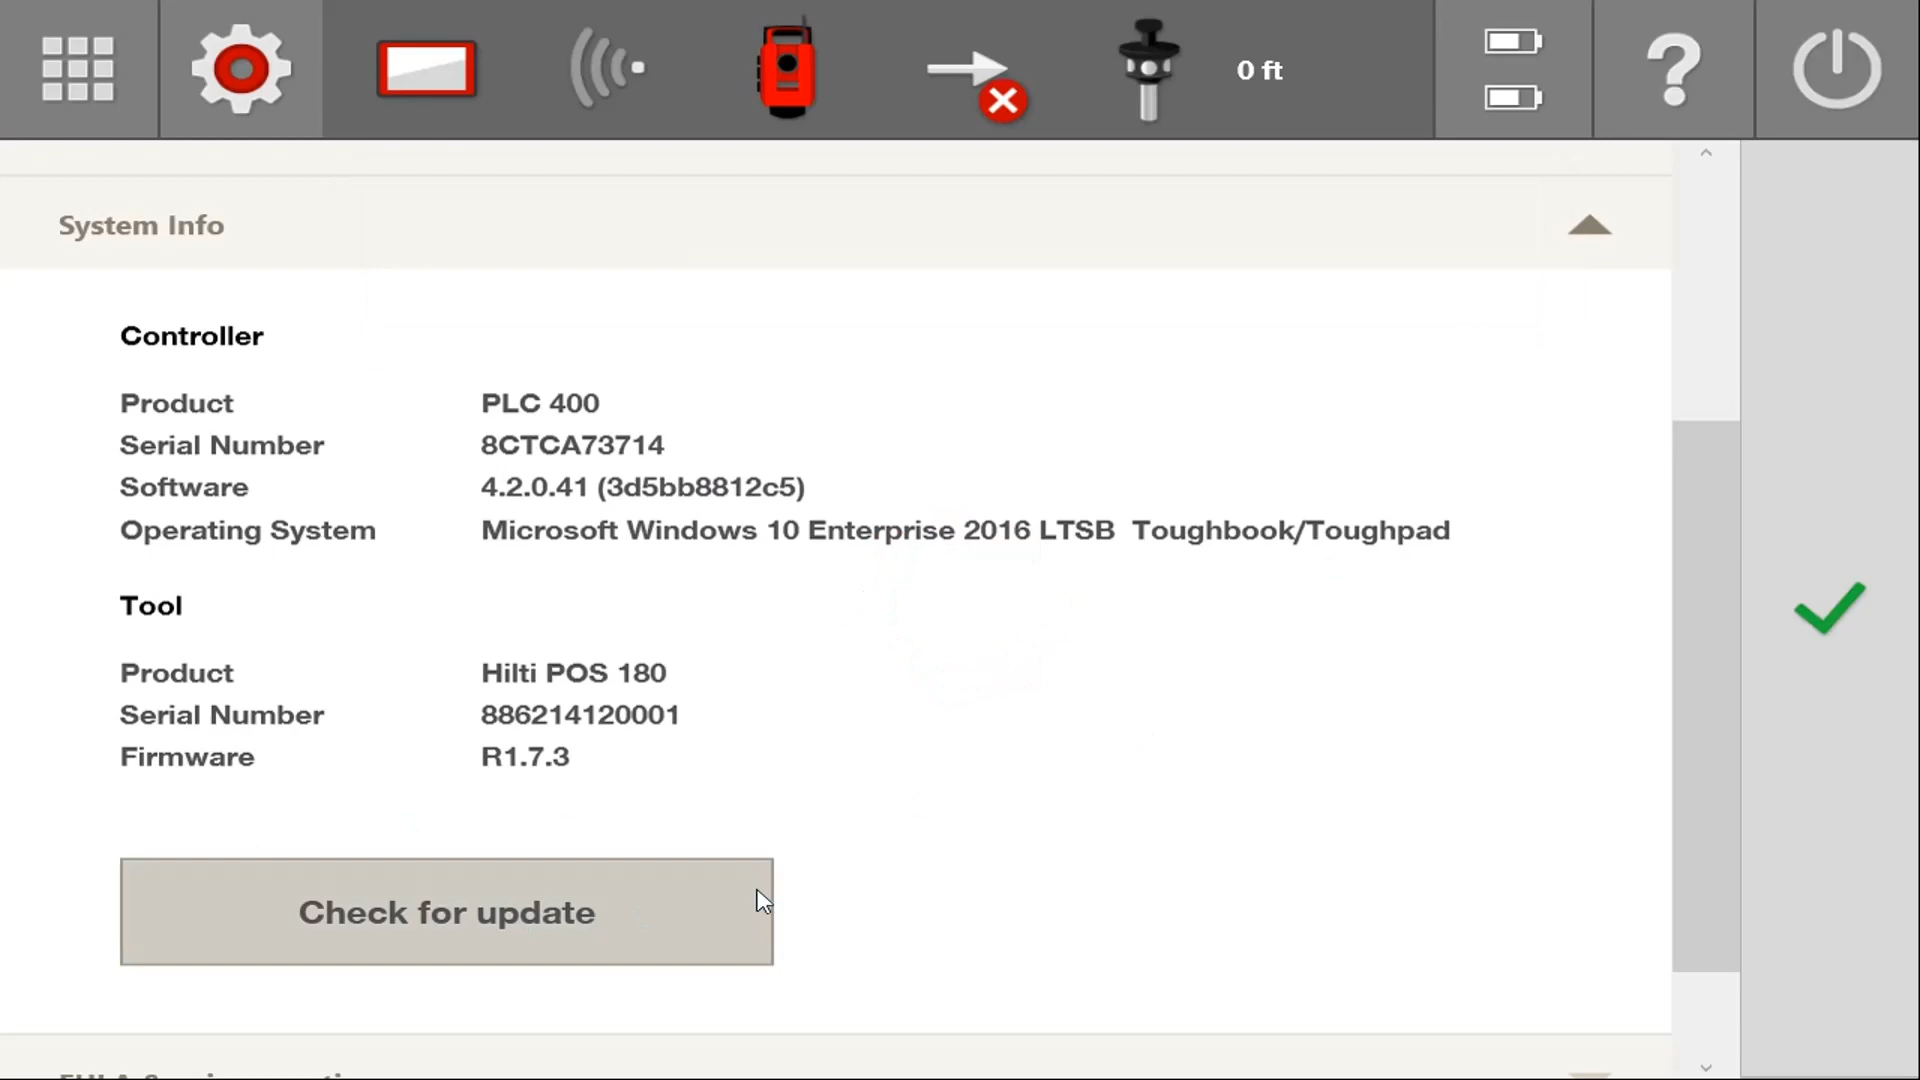 0 ft
System Info
Controller
Product PLC 400
Serial Number 8CTCA73714
Software 4.2.0.41 (3d5bb8812c5)
Operating System Microsoft Windows 10 Enterprise 2016 LTSB Toughbook/Toughpad
Tool
Product Hilti POS 180
Serial Number 886214120001
Firmware R1.7.3
Check for update